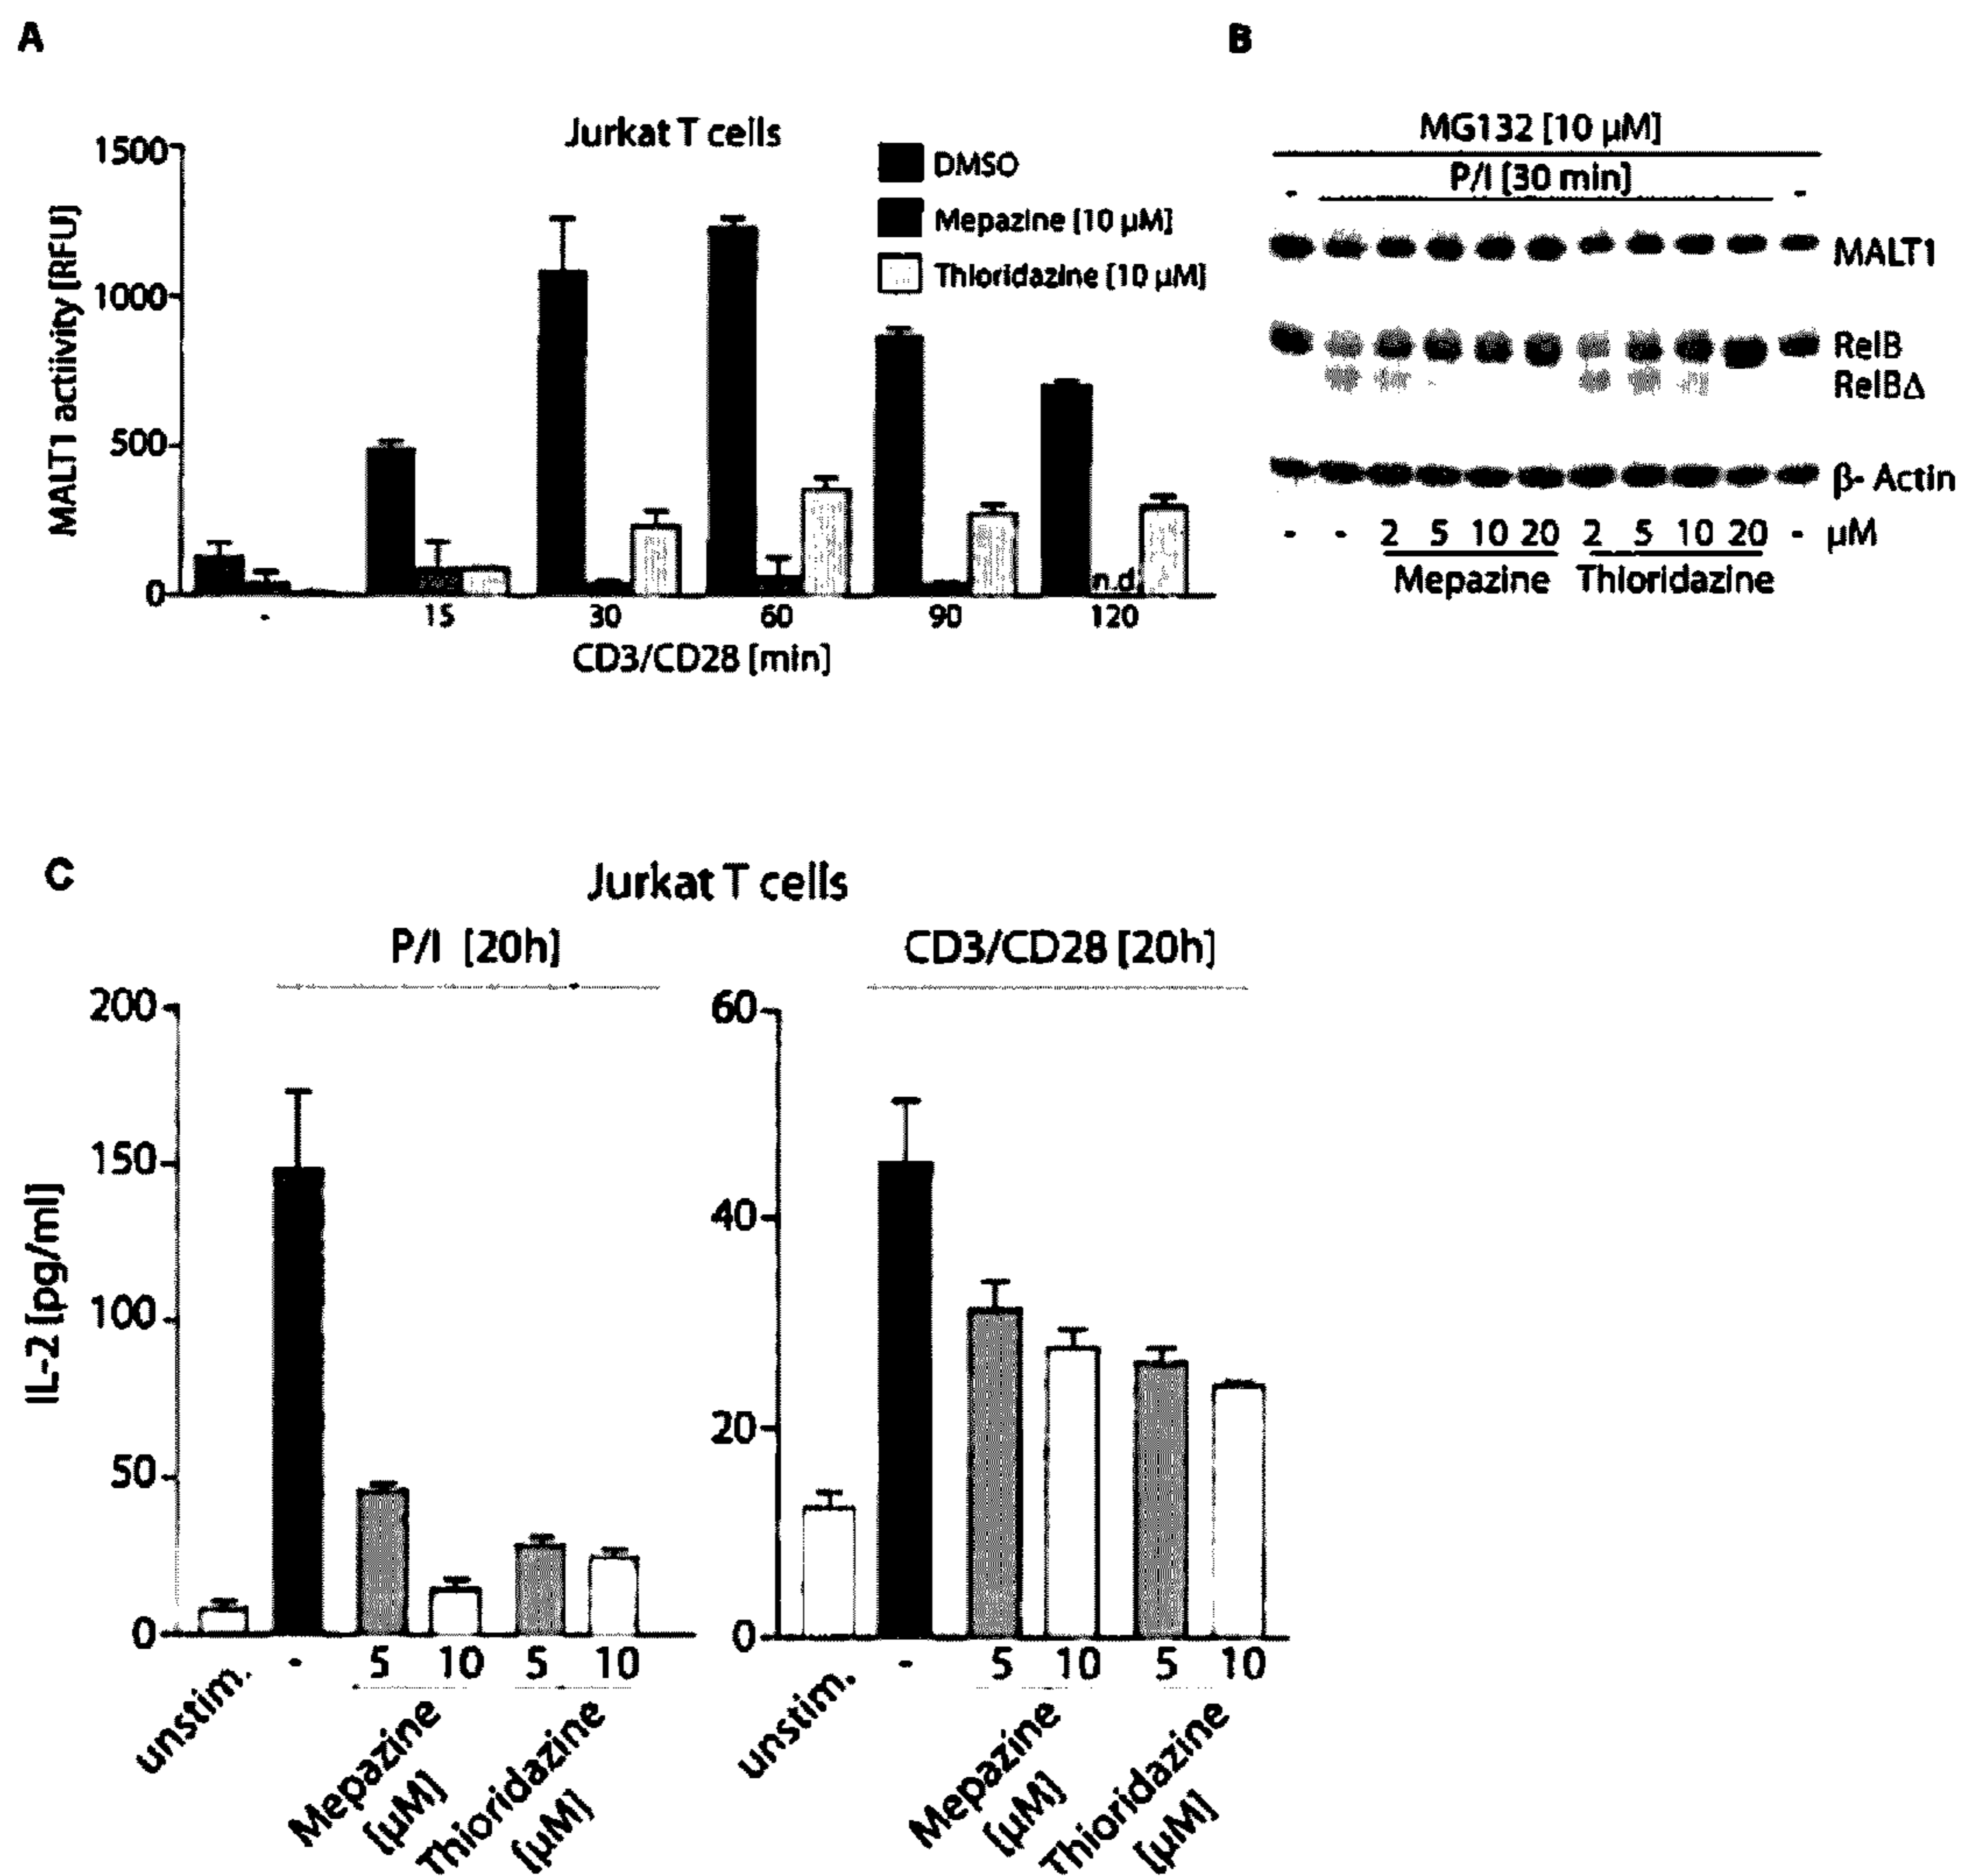 A
Jurkat T cells
DMSO
Mepazine [10 µM]
Thioridazine [10 µM]
MALT1 actiivity [RFU]
1500
1000
500
0
n.d.
- 15 30 60 90 120
CD3/CD28 [min]
B
MG132 [10 µM]
P/I [30 min]
- -
MALT1
RelB
RelBΔ
β- Actin
- - 2 5 10 20 2 5 10 20 - µM
Mepazine Thioridazine
C
Jurkat T cells
P/I [20h]
IL-2 [pg/ml]
200
150
100
50
0
unstim. - 5 10 5 10
Mepazine [µM]
Thioridazine [µM]
CD3/CD28 [20h]
60
40
20
0
unstim. - 5 10 5 10
Mepazine [µM]
Thioridazine [µM]